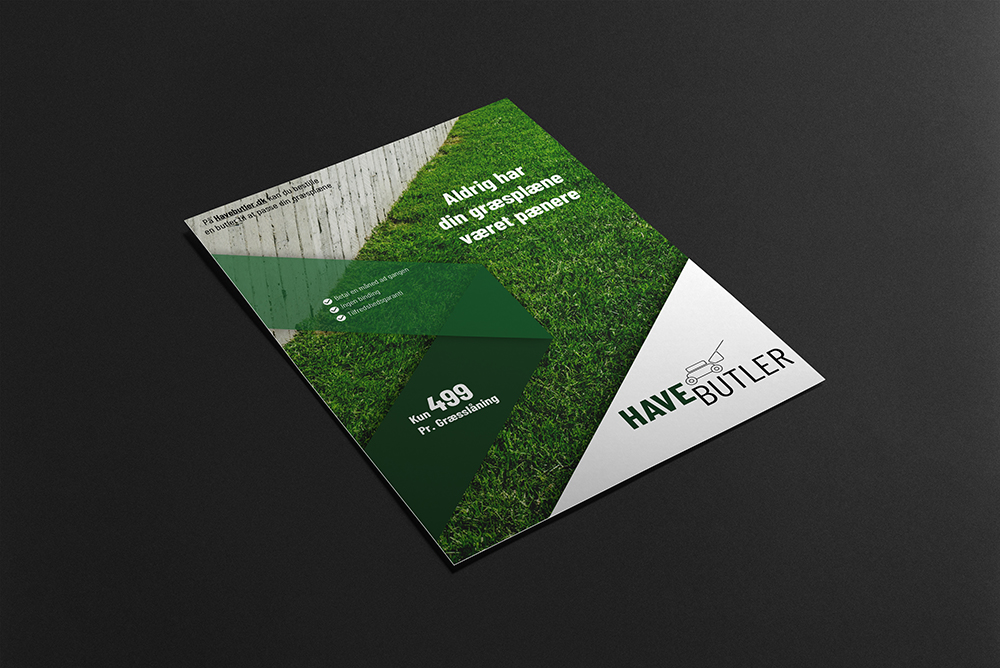 På Havebutler.dk kan du bestille
en butler til at passe din græsplæne
Aldrig har
din græsplæne
været pænere
Betal en måned ad gangen
Ingen binding
Tilfredshedsgaranti
Kun 499
Pr. Græsslåning
HAVEBUTLER